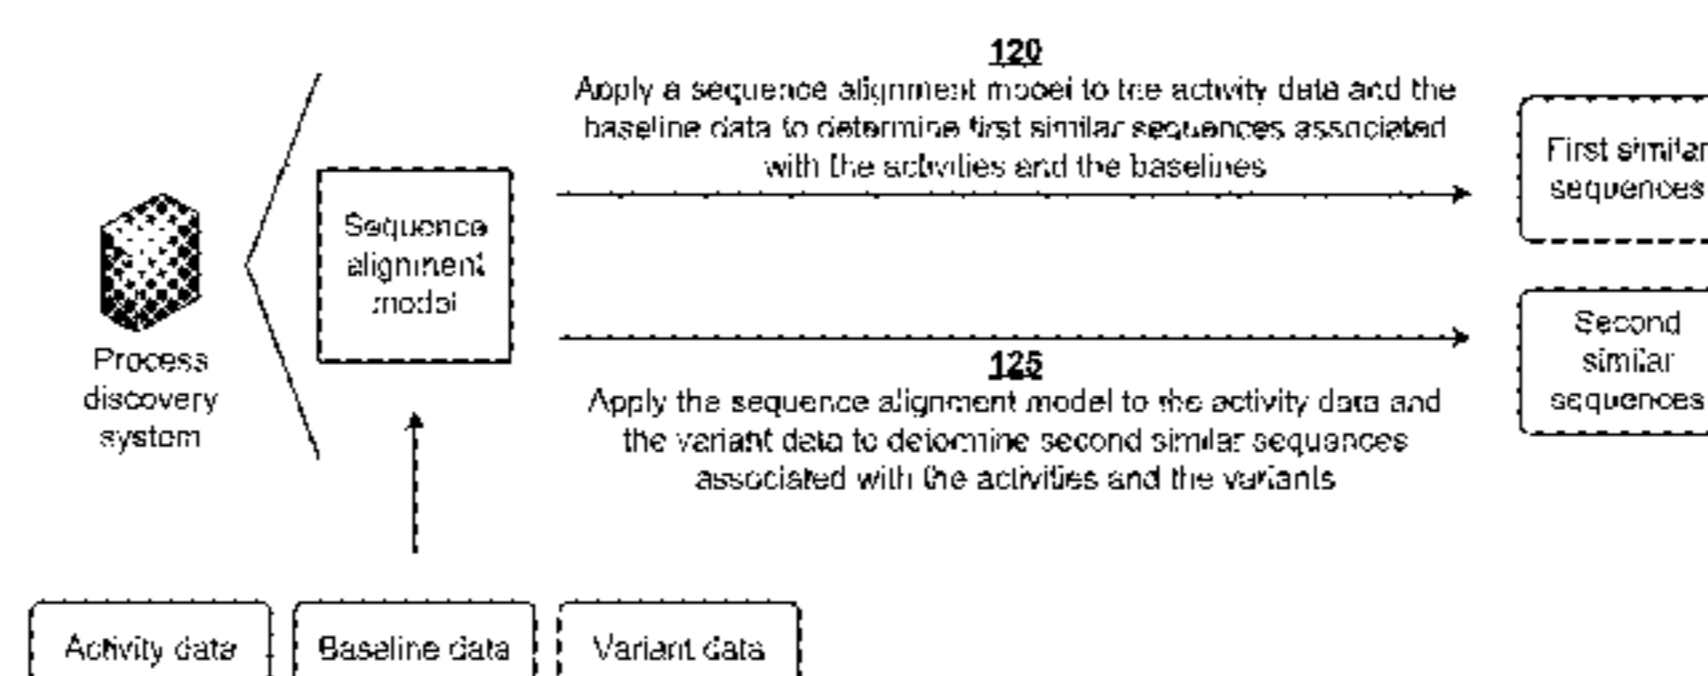 120
Apply a sequence alignment model to the activity data and the
baseline data to determine first similar sequences associated
with the activities and the baselines
First similar
sequences
Sequence
alignment
model
Process
discovery
system
125
Apply the sequence alignment model to the activity data and
the variant data to determine second similar sequences
associated with the activities and the variants
Second
similar
sequences
Activity data
Baseline data
Variant data